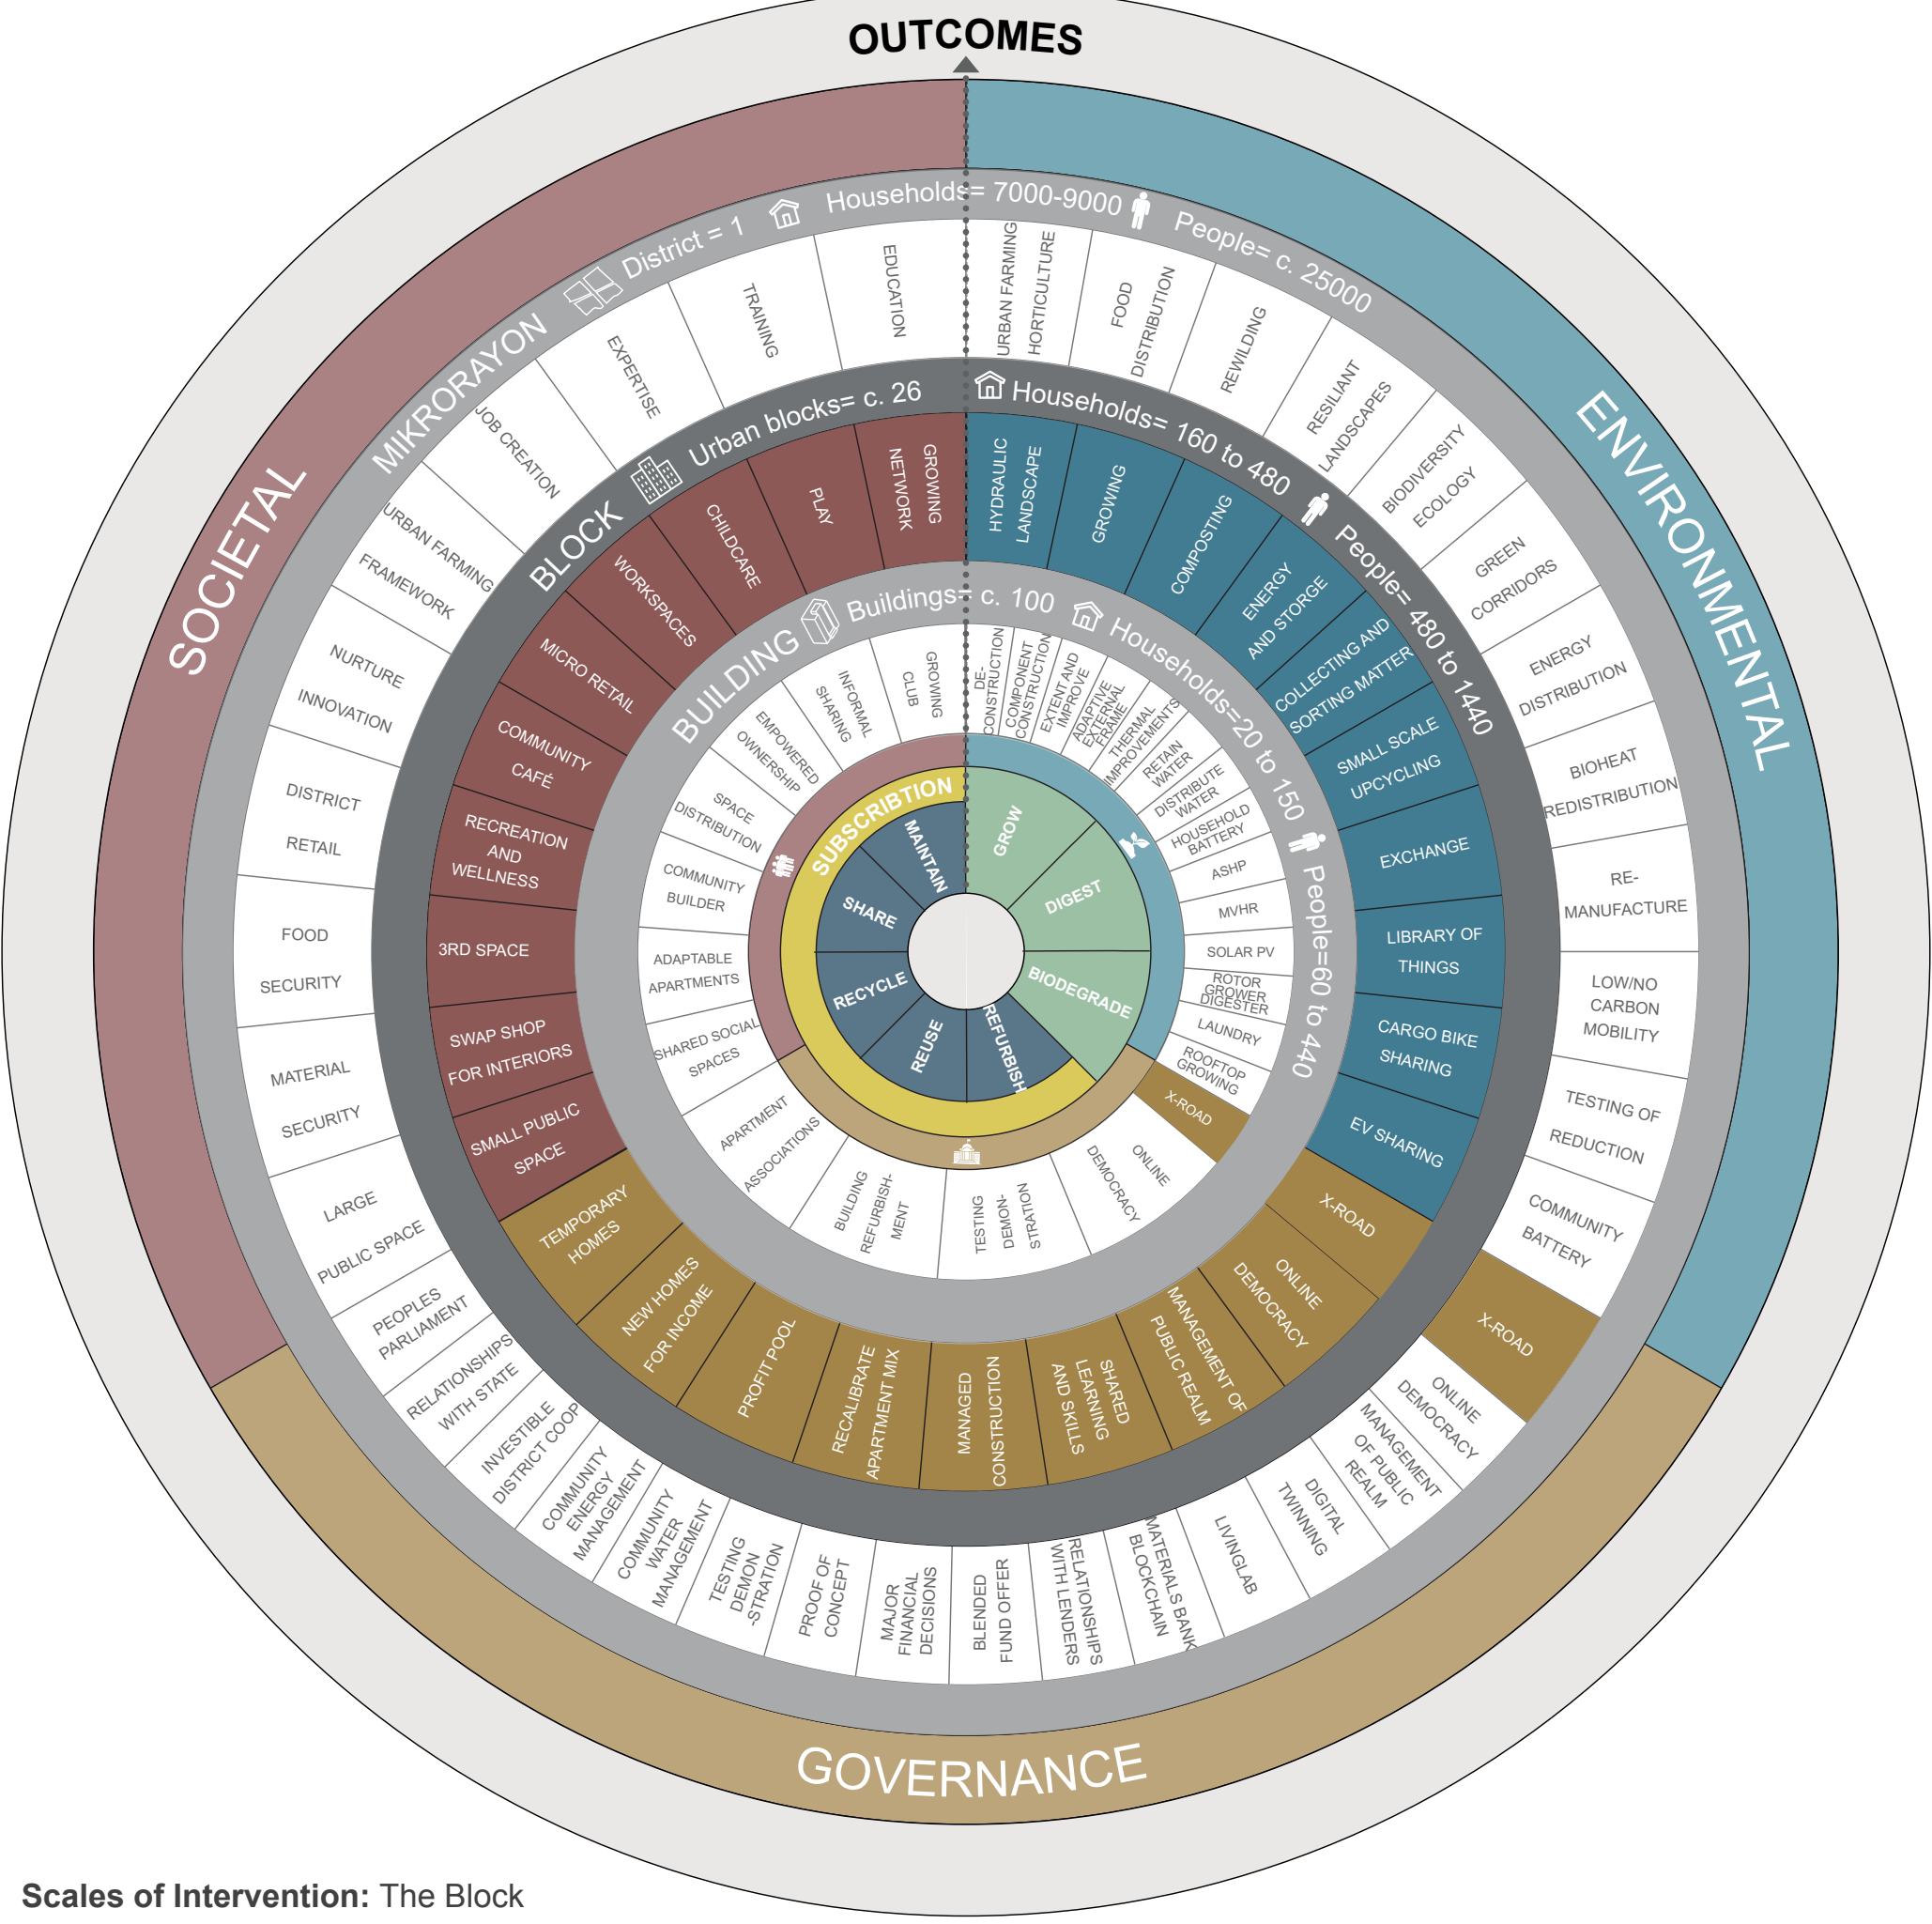 OUTCOMES
SOCIETAL
ENVIRONMENTAL
GOVERNANCE
MIKRORAYON
District = 1
Households= 7000-9000
People= c. 25000
URBAN FARMING
HORTICULTURE
FOOD
DISTRIBUTION
REWILDING
RESILIANT
LANDSCAPES
BIODIVERSITY
ECOLOGY
GREEN
CORRIDORS
ENERGY
DISTRIBUTION
BIOHEAT
REDISTRIBUTION
RE-
MANUFACTURE
LOW/NO
CARBON
MOBILITY
TESTING OF
REDUCTION
COMMUNITY
BATTERY
X-ROAD
ONLINE
DEMOCRACY
MANAGEMENT
OF PUBLIC
REALM
DIGITAL
TWINNING
LIVINGLAB
MATERIALS BANK
BLOCKCHAIN
RELATIONSHIPS
WITH LENDERS
BLENDED
FUND OFFER
MAJOR
FINANCIAL
DECISIONS
PROOF OF
CONCEPT
TESTING
DEMON
-STRATION
COMMUNITY
WATER
MANAGEMENT
COMMUNITY
ENERGY
MANAGEMENT
INVESTIBLE
DISTRICT COOP
RELATIONSHIPS
WITH STATE
PEOPLES
PARLIAMENT
LARGE
PUBLIC SPACE
MATERIAL
SECURITY
FOOD
SECURITY
DISTRICT
RETAIL
NURTURE
INNOVATION
URBAN FARMING
FRAMEWORK
JOB CREATION
EXPERTISE
TRAINING
EDUCATION
BLOCK
Urban blocks= c. 26
Households= 160 to 480
People= 480 to 1440
HYDRAULIC
LANDSCAPE
GROWING
COMPOSTING
ENERGY
AND STORGE
COLLECTING AND
SORTING MATTER
SMALL SCALE
UPCYCLING
EXCHANGE
LIBRARY OF
THINGS
CARGO BIKE
SHARING
EV SHARING
X-ROAD
ONLINE
DEMOCRACY
MANAGEMENT OF
PUBLIC REALM
SHARED
LEARNING
AND SKILLS
MANAGED
CONSTRUCTION
RECALIBRATE
APARTMENT MIX
PROFIT POOL
NEW HOMES
FOR INCOME
TEMPORARY
HOMES
SMALL PUBLIC
SPACE
SWAP SHOP
FOR INTERIORS
3RD SPACE
RECREATION
AND
WELLNESS
COMMUNITY
CAFÉ
MICRO RETAIL
WORKSPACES
CHILDCARE
PLAY
GROWING
NETWORK
BUILDING
Buildings= c. 100
Households=20 to 150
People=60 to 440
DE-
CONSTRUCTION
COMPONENT
CONSTRUCTION
EXTENT AND
IMPROVE
ADAPTIVE
EXTERNAL
FRAME
THERMAL
IMPROVEMENTS
RETAIN
WATER
DISTRIBUTE
WATER
HOUSEHOLD
BATTERY
ASHP
MVHR
SOLAR PV
ROTOR
GROWER
DIGESTER
LAUNDRY
ROOFTOP
GROWING
X-ROAD
ONLINE
DEMOCRACY
TESTING
DEMON-
STRATION
BUILDING
REFURBISH-
MENT
APARTMENT
ASSOCIATIONS
SHARED SOCIAL
SPACES
ADAPTABLE
APARTMENTS
COMMUNITY
BUILDER
SPACE
DISTRIBUTION
EMPOWERED
OWNERSHIP
INFORMAL
SHARING
GROWING
CLUB
SUBSCRIBTION
GROW
DIGEST
BIODEGRADE
REFURBISH
REUSE
RECYCLE
SHARE
MAINTAIN
Scales of Intervention: The Block